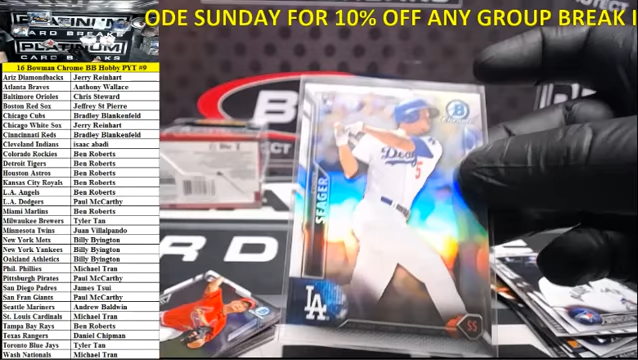 ODE SUNDAY FOR 10% OFF ANY GROUP BREAK I
PLATINUM
CARD BREAKS
16 Bowman Chrome BB Hobby PYT #9
Ariz Diamondbacks Jerry Reinhart
Atlanta Braves Anthony Wallace
Baltimore Orioles Chris Steward
Boston Red Sox Jeffrey St Pierre
Chicago Cubs Bradley Blankenfeld
Chicago White Sox Jerry Reinhart
Cinncinnati Reds Bradley Blankenfeld
Cleveland Indians isaac abadi
Colorado Rockies Ben Roberts
Detroit Tigers Ben Roberts
Houston Astros Ben Roberts
Kansas City Royals Ben Roberts
L.A. Angels Ben Roberts
L.A. Dodgers Paul McCarthy
Miami Marlins Ben Roberts
Milwaukee Brewers Tyler Tan
Minnesota Twins Juan Villalpando
New York Mets Billy Byington
New York Yankees Billy Byington
Oakland Athletics Billy Byington
Phil. Phillies Michael Tran
Pittsburgh Pirates Paul McCarthy
San Diego Padres James Tsui
San Fran Giants Paul McCarthy
Seattle Mariners Andrew Baldwin
St. Louis Cardinals Michael Tran
Tampa Bay Rays Ben Roberts
Texas Rangers Daniel Chipman
Toronto Blue Jays Tyler Tan
Wash Nationals Michael Tran
SEAGER
Dod
5
LA
SS